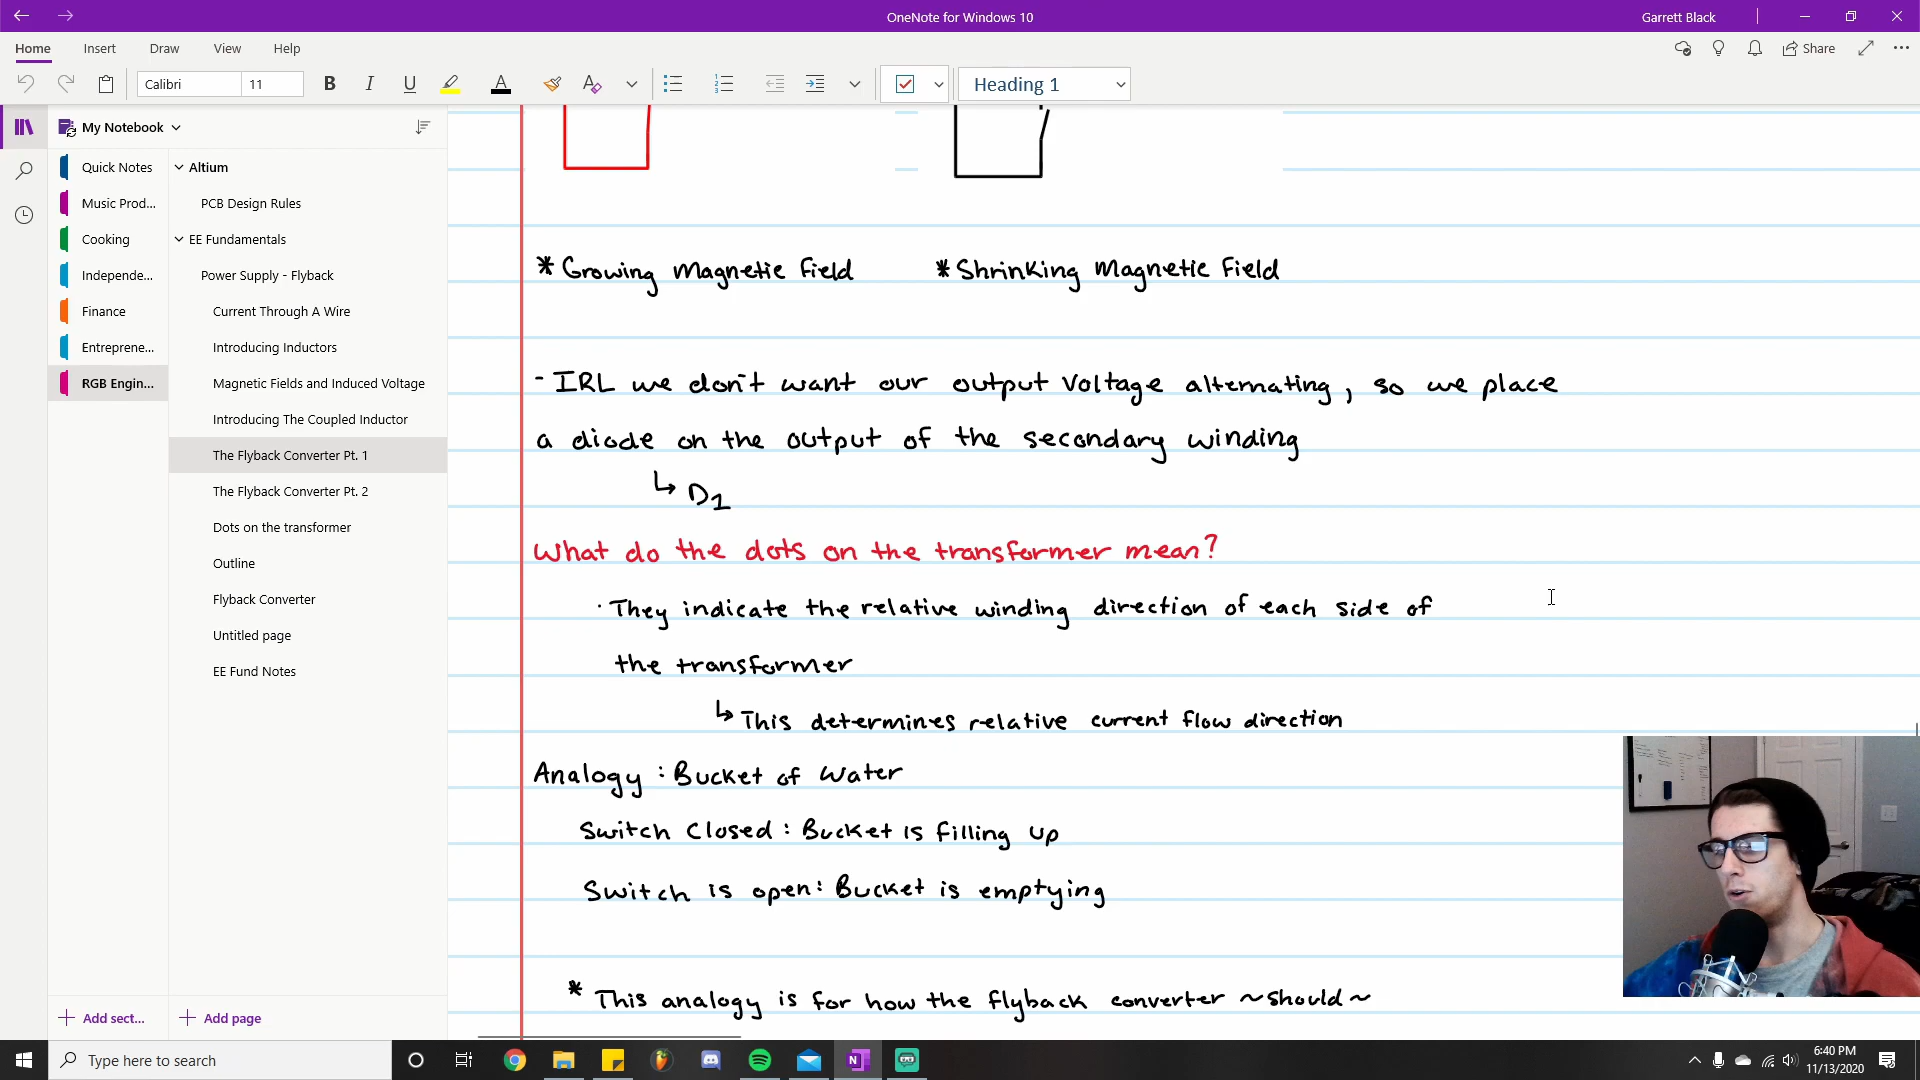 OneNote for Windows 10
Garrett Black
Home
Insert
Draw
View
Help
Share
Calibri
11
B
I
U
A
A
Heading 1
My Notebook
Quick Notes
Music Prod...
Cooking
Independe...
Finance
Entreprene...
RGB Engin...
Altium
PCB Design Rules
EE Fundamentals
Power Supply - Flyback
Current Through A Wire
Introducing Inductors
Magnetic Fields and Induced Voltage
Introducing The Coupled Inductor
The Flyback Converter Pt. 1
The Flyback Converter Pt. 2
Dots on the transformer
Outline
Flyback Converter
Untitled page
EE Fund Notes
Add sect...
Add page
* Growing Magnetic Field
* Shrinking Magnetic Field
- IRL we don't want our output voltage alternating, so we place
a diode on the output of the secondary winding
↳ D1
What do the dots on the transformer mean?
· They indicate the relative winding direction of each side of
the transformer
↳ This determines relative current flow direction
Analogy : Bucket of Water
Switch Closed : Bucket is filling up
Switch is open : Bucket is emptying
* This analogy is for how the flyback converter ~should~
Type here to search
6:40 PM
11/13/2020